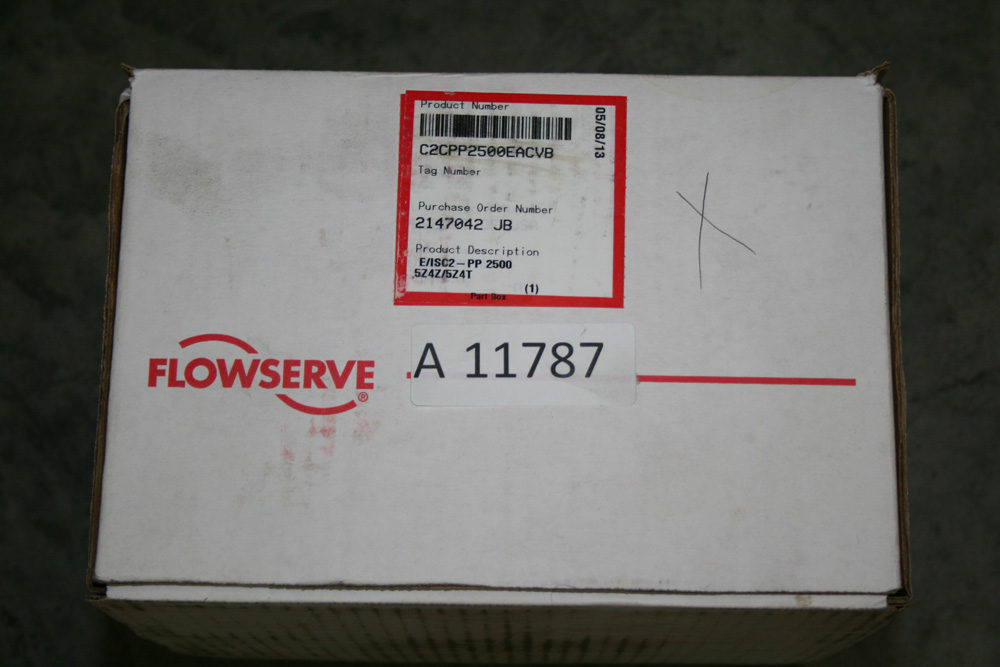 Product Number
05/08/13
C2CPP2500EACVB
Tag Number
Purchase Order Number
2147042 JB
Product Description
E/ISC2-PP 2500
5Z4Z/5Z4T
(1)
Part Box
FLOWSERVE®
A 11787
X